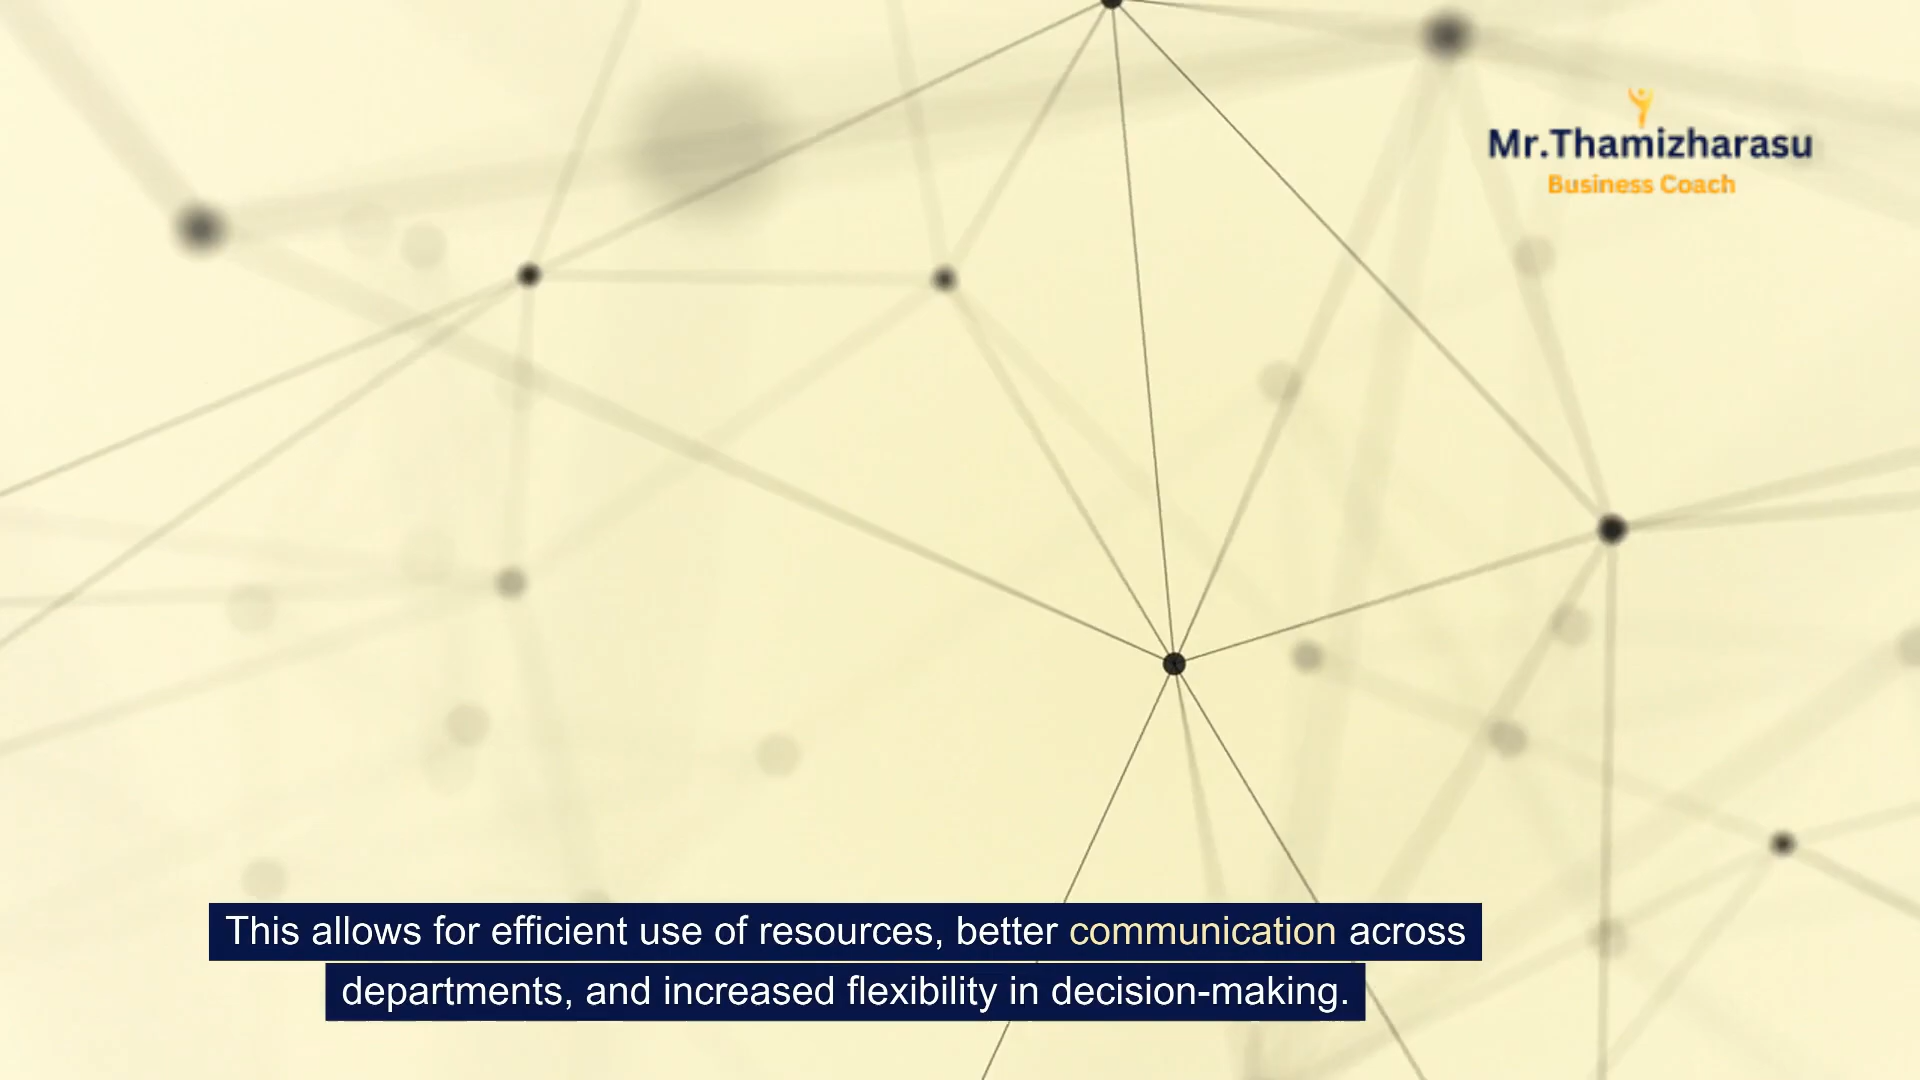 Mr.Thamizharasu
Business Coach
This allows for efficient use of resources, better communication across
departments, and increased flexibility in decision-making.